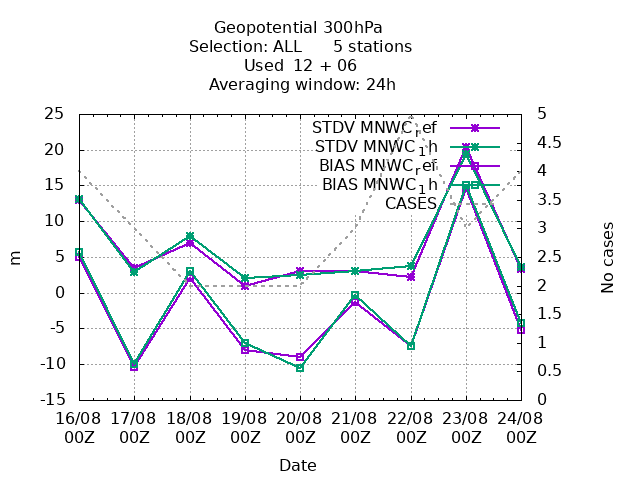 Geopotential 300hPa
Selection: ALL 5 stations
Used 12 + 06
Averaging window: 24h
STDV MNWC_ref
STDV MNWC_1h
BIAS MNWC_ref
BIAS MNWC_1h
CASES
25
20
15
10
5
0
-5
-10
-15
m
5
4.5
4
3.5
3
2.5
2
1.5
1
0.5
0
No cases
16/08 17/08 18/08 19/08 20/08 21/08 22/08 23/08 24/08
00Z 00Z 00Z 00Z 00Z 00Z 00Z 00Z 00Z
Date